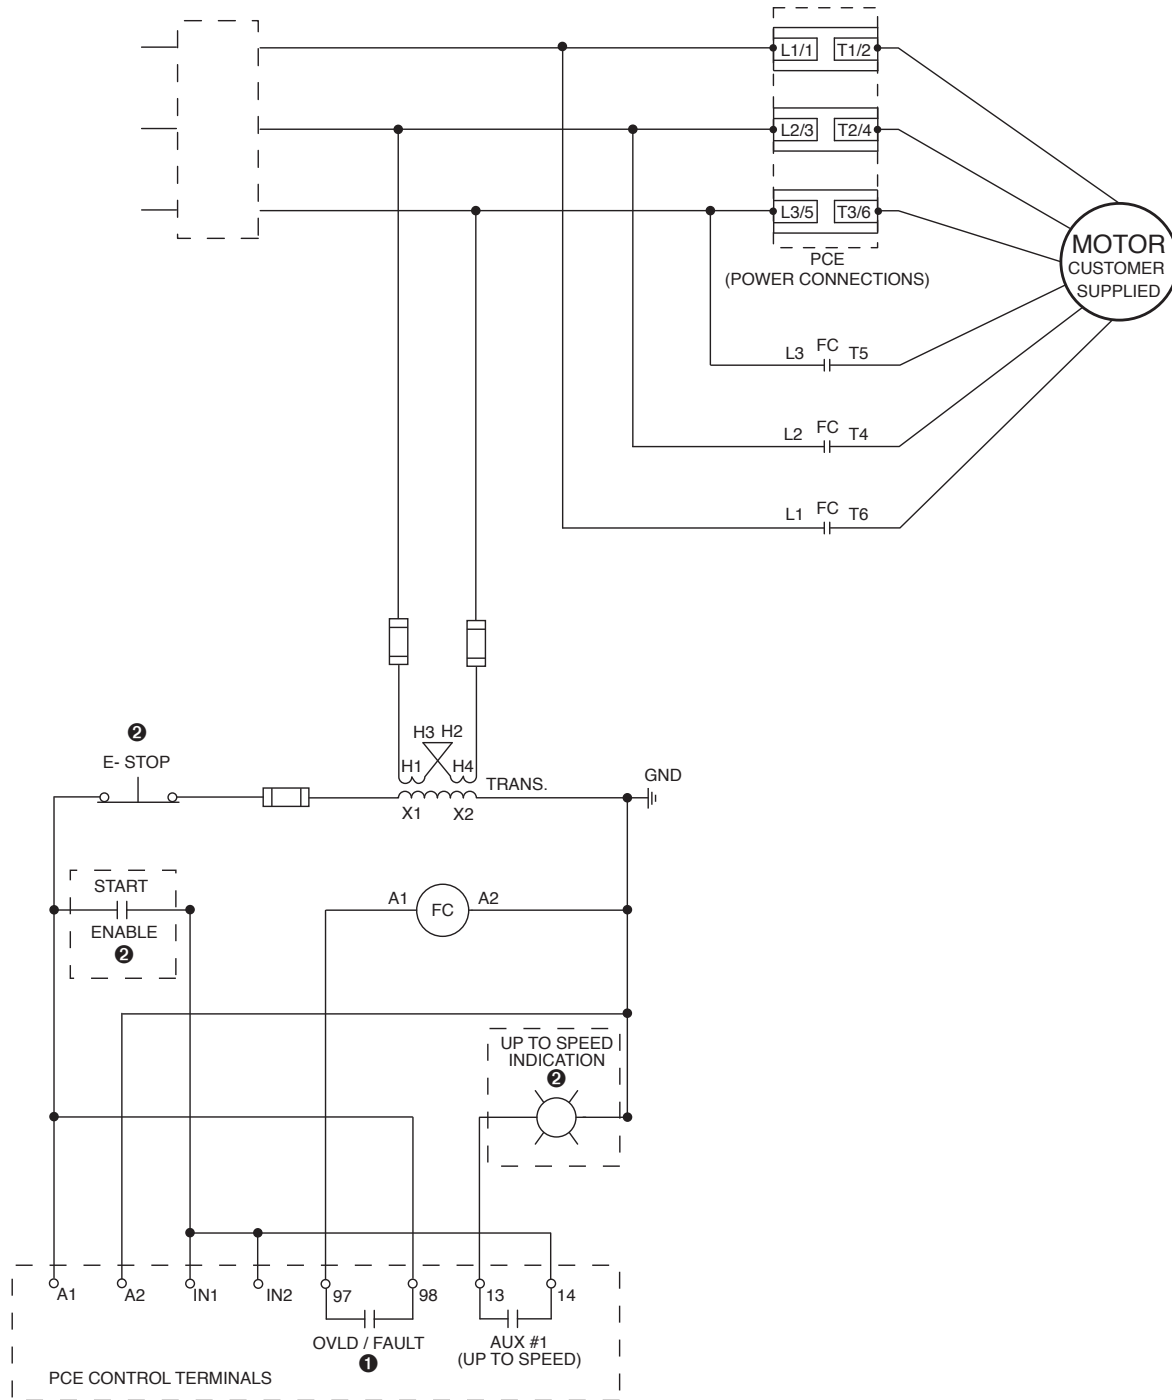 L1/1 T1/2
L2/3 T2/4
L3/5 T3/6
PCE
(POWER CONNECTIONS)
MOTOR
CUSTOMER
SUPPLIED
L3 FC T5
L2 FC T4
L1 FC T6
❷
E- STOP
H3 H2
H1 H4
TRANS.
X1 X2
GND
START
ENABLE
❷
A1 FC A2
UP TO SPEED
INDICATION
❷
A1 A2 IN1 IN2 97 98 13 14
OVLD / FAULT
❶
AUX #1
(UP TO SPEED)
PCE CONTROL TERMINALS